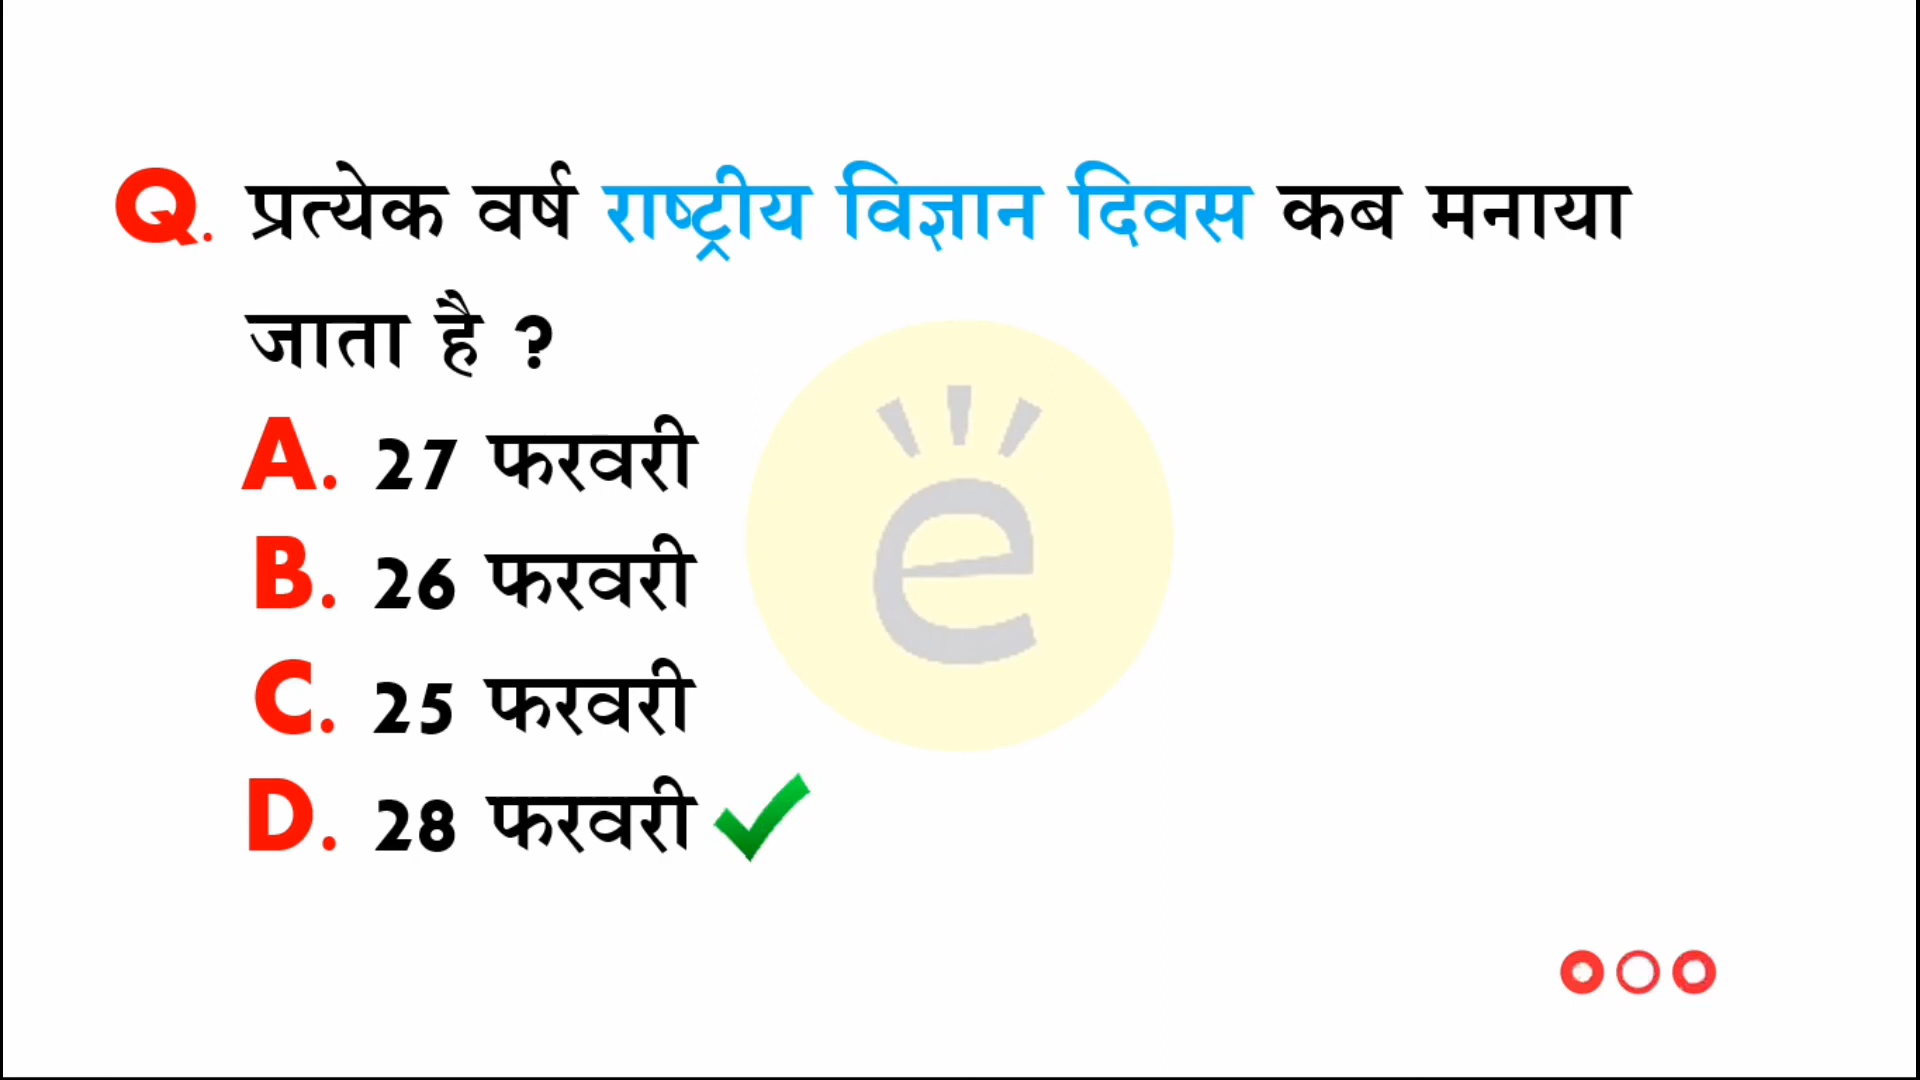 Q. प्रत्येक वर्ष राष्ट्रीय विज्ञान दिवस कब मनाया
जाता है ?
A. 27 फरवरी
B. 26 फरवरी
C. 25 फरवरी
D. 28 फरवरी
e